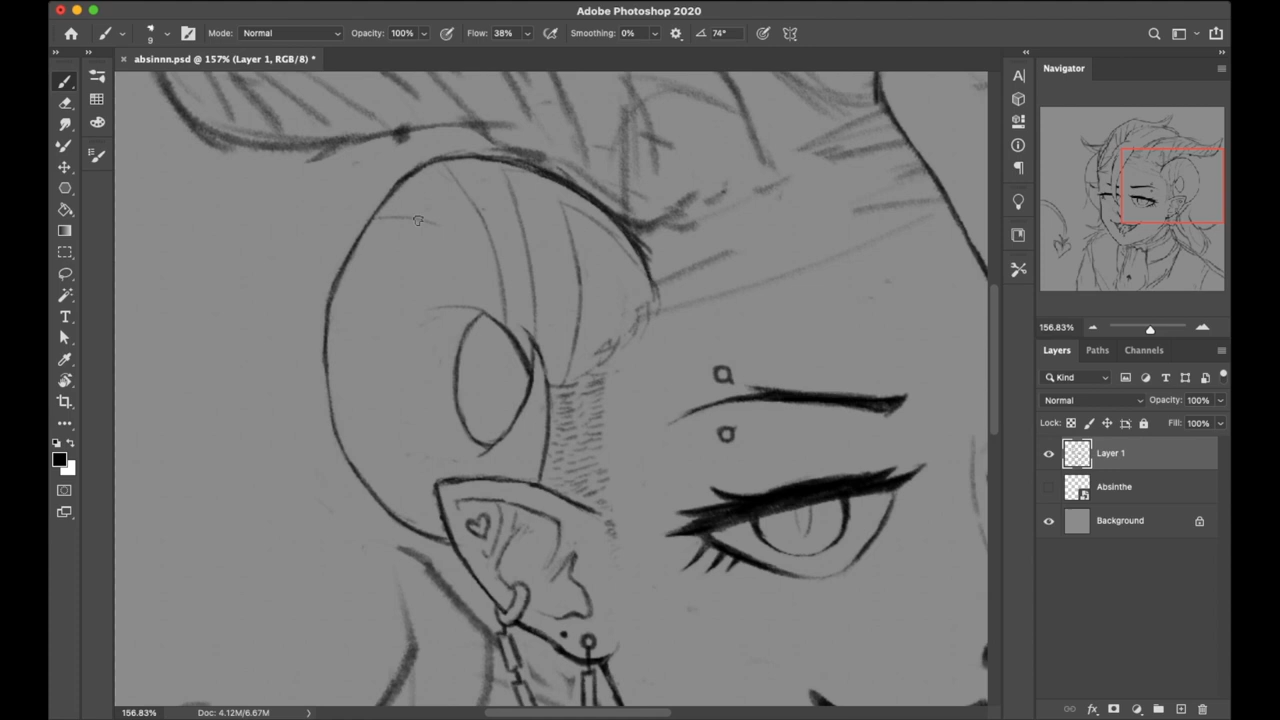 Adobe Photoshop 2020
9
Mode: Normal
Opacity: 100%
Flow: 38%
Smoothing: 0%
74°
× absinnn.psd @ 157% (Layer 1, RGB/8) *
Navigator
156.83%
Layers
Paths
Channels
Kind
Normal
Opacity: 100%
Lock:
Fill: 100%
Layer 1
Absinthe
Background
156.83%
Doc: 4.12M/6.67M